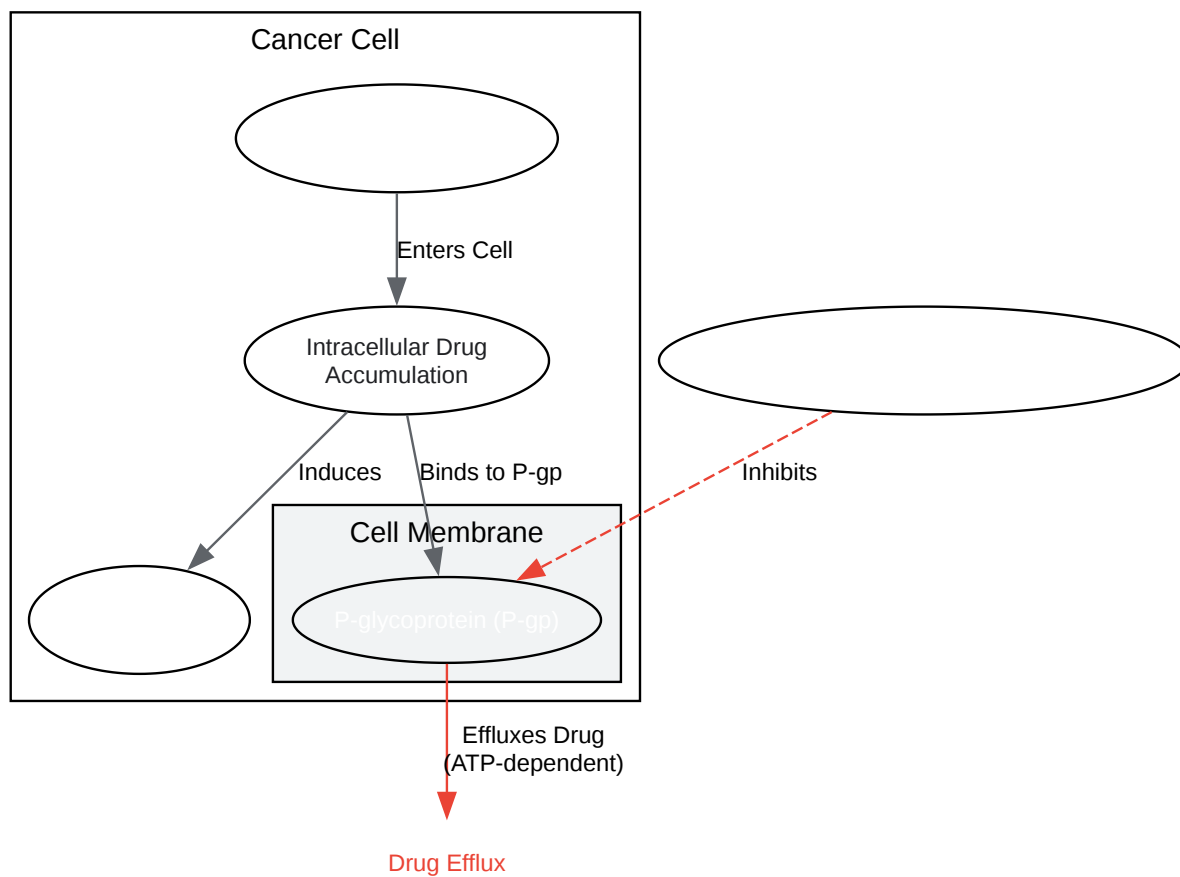 Cancer Cell
Enters Cell
Intracellular Drug
Accumulation
Induces
Binds to P-gp
Inhibits
Cell Membrane
P-glycoprotein (P-gp)
Effluxes Drug
(ATP-dependent)
Drug Efflux